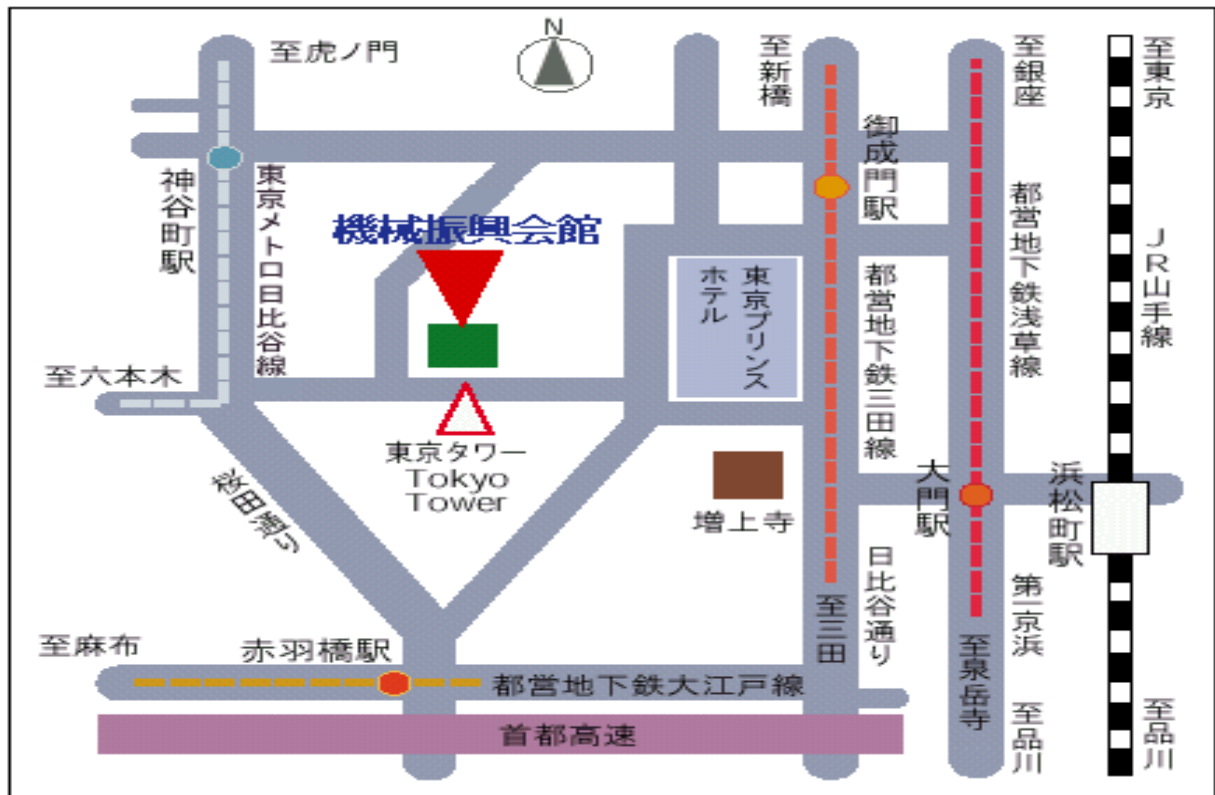 至虎ノ門
N
至新橋
至銀座
至東京
神谷町駅
東京メトロ日比谷線
機械振興会館
御成門駅
都営地下鉄浅草線
JR山手線
東京プリンス
ホテル
都営地下鉄三田線
至六本木
東京タワー
Tokyo
Tower
桜田通り
増上寺
大門駅
浜松町駅
日比谷通り
第一京浜
至三田
至麻布
赤羽橋駅
都営地下鉄大江戸線
至泉岳寺
首都高速
至品川
至品川